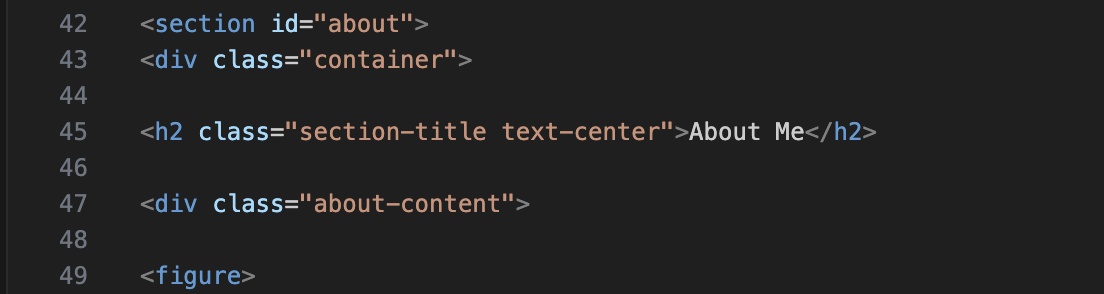 42 <section id="about">
43 <div class="container">
44
45 <h2 class="section-title text-center">About Me</h2>
46
47 <div class="about-content">
48
49 <figure>